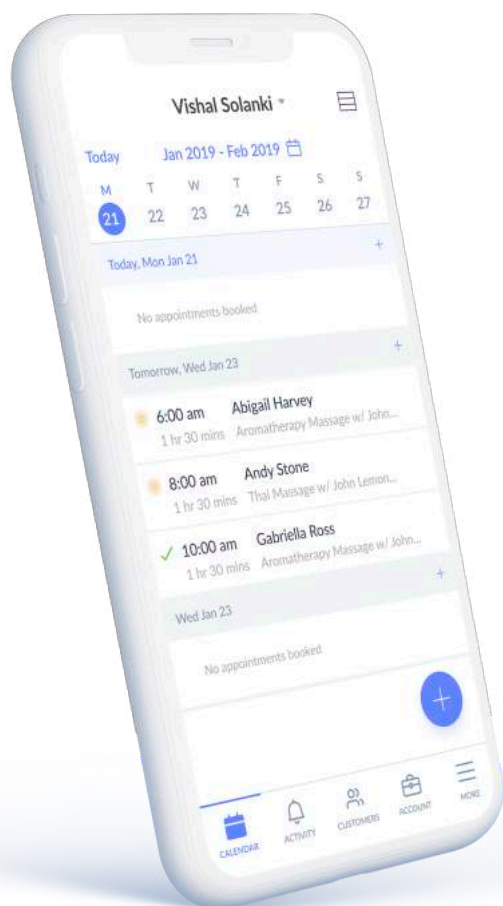 Vishal Solanki
Today Jan 2019 - Feb 2019
M T W T F S S
21 22 23 24 25 26 27
Today, Mon Jan 21 +
No appointments booked
Tomorrow, Wed Jan 23 +
6:00 am Abigail Harvey
1 hr 30 mins Aromatherapy Massage w/ John...
8:00 am Andy Stone
1 hr 30 mins Thai Massage w/ John Lemon...
10:00 am Gabriella Ross
1 hr 30 mins Aromatherapy Massage w/ John...
Wed Jan 23 +
No appointments booked
+
CALENDAR ACTIVITY CUSTOMERS ACCOUNT MORE